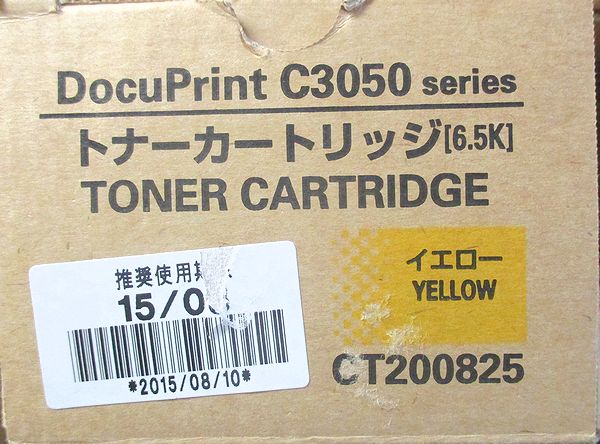 DocuPrint C3050 series
トナーカートリッジ[6.5K]
TONER CARTRIDGE
イエロー
YELLOW
CT200825
推奨使用期
15/0
*2015/08/10*